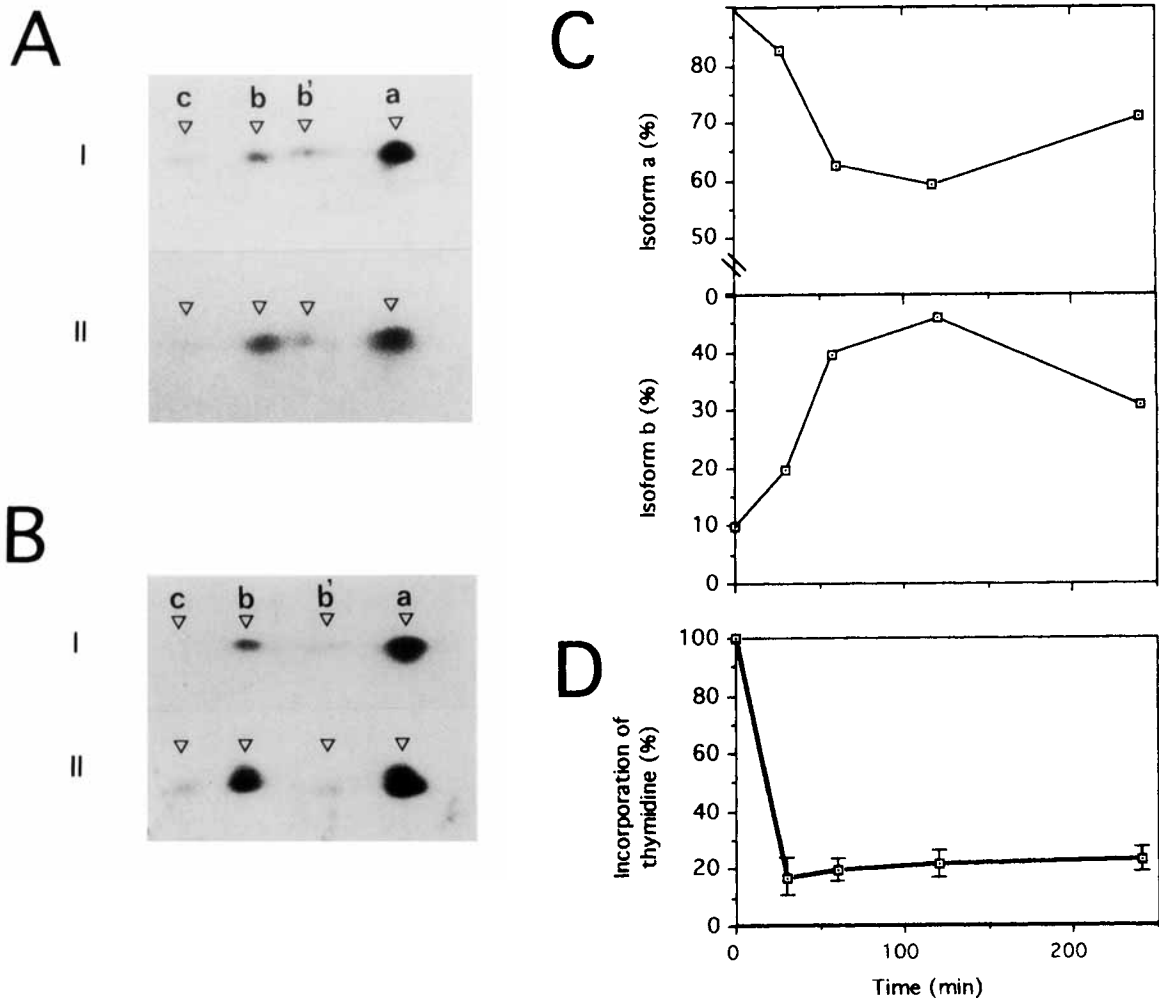 A
c b b' a
I
II
B
c b b' a
I
II
C
80
70
60
50
0
Isoform a (%)
40
30
20
10
0
Isoform b (%)
D
100
80
60
40
20
0
Incorporation of
thymidine (%)
0 100 200
Time (min)